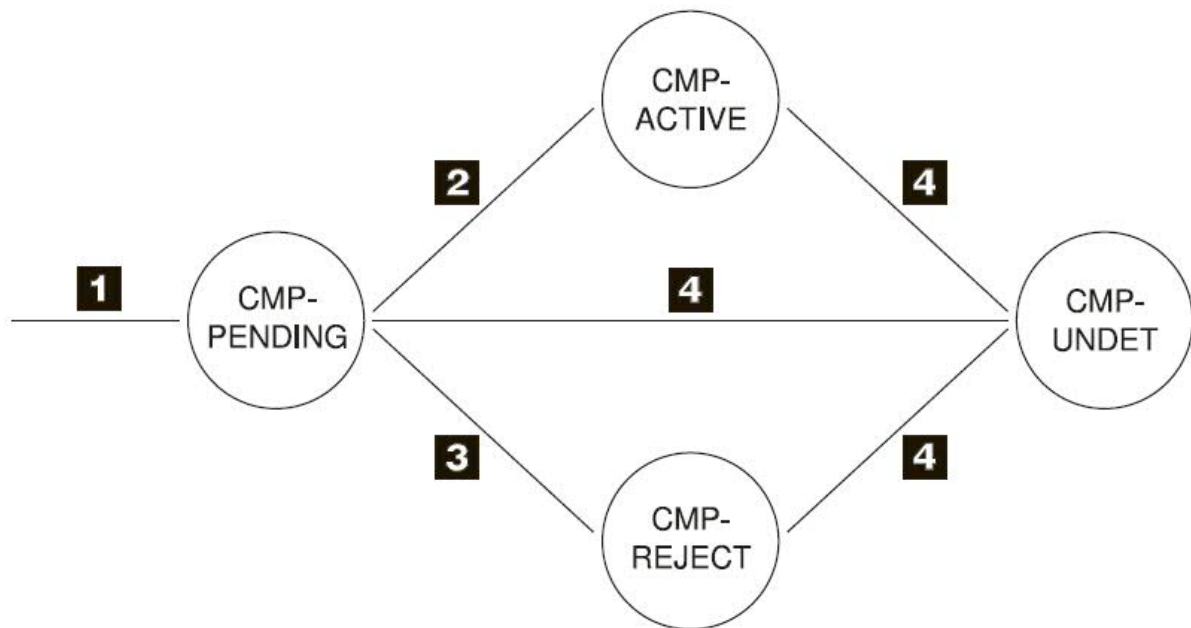 CMP-
ACTIVE
2
4
1
CMP-
PENDING
4
CMP-
UNDET
3
4
CMP-
REJECT